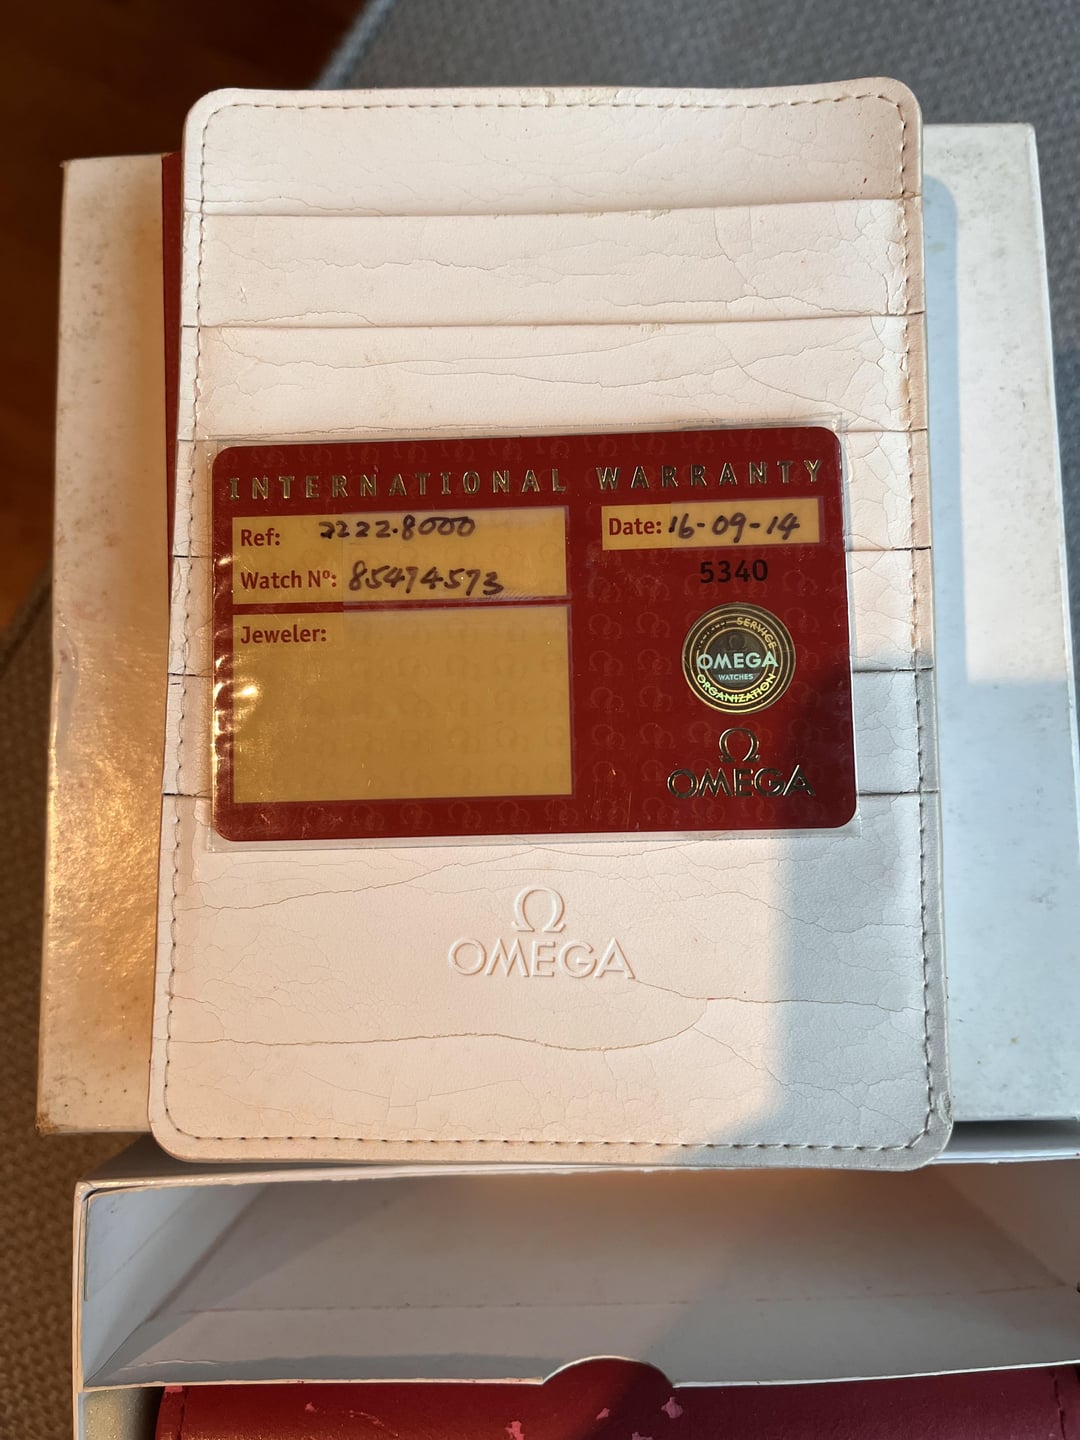 INTERNATIONAL WARRANTY
Ref: 2222.8000
Watch Nº: 85474573
Jeweler:
Date: 16-09-14
5340
SERVICE
OMEGA
WATCHES
ORGANIZATION
Ω
OMEGA
Ω
OMEGA